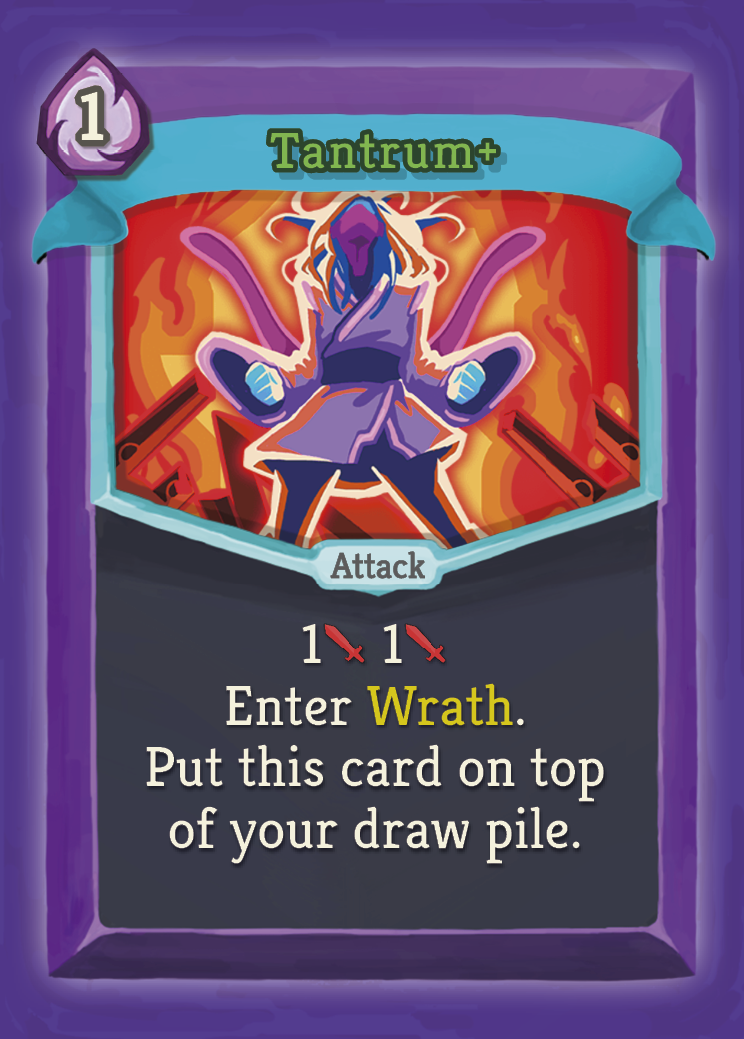 1
Tantrum+
Attack
1 1
Enter Wrath.
Put this card on top
of your draw pile.